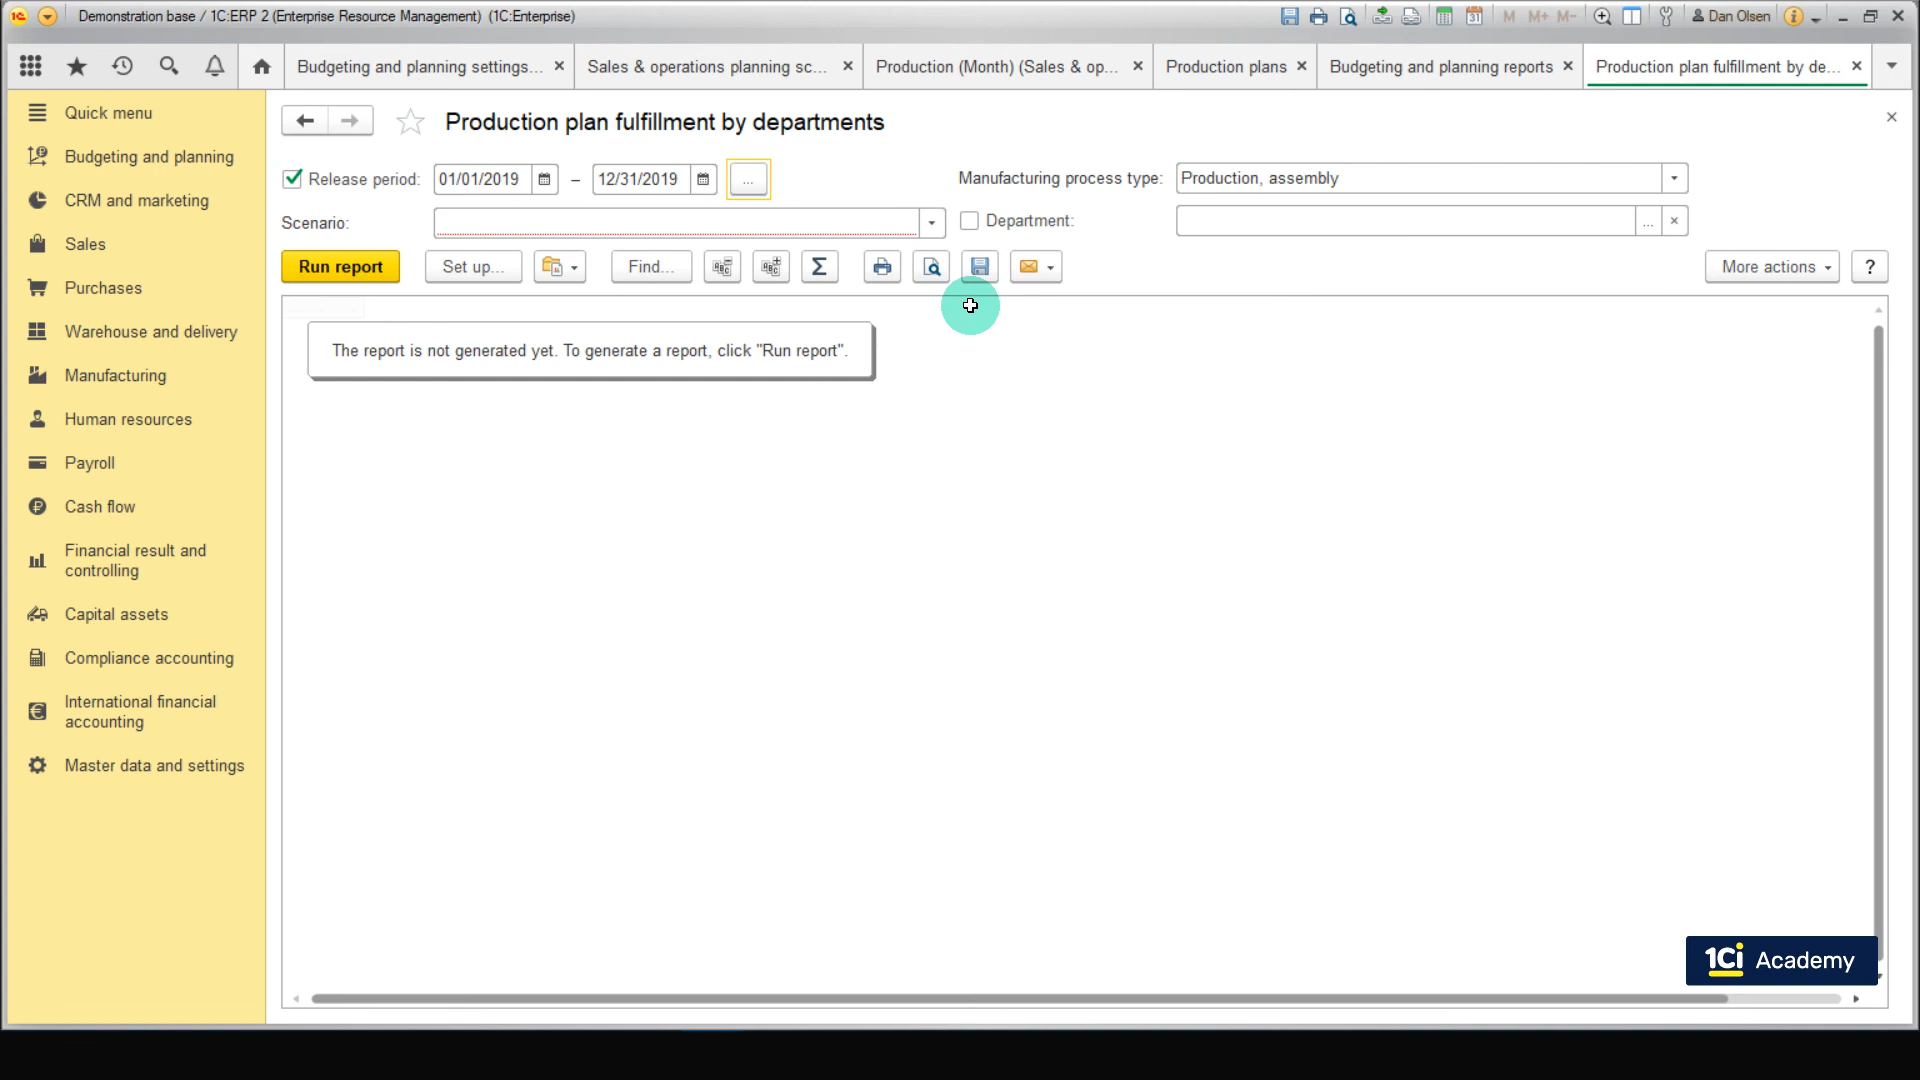 Demonstration base / 1C:ERP 2 (Enterprise Resource Management) (1C:Enterprise)
31 M M+ M- Dan Olsen
Budgeting and planning settings... Sales & operations planning sc... Production (Month) (Sales & op... Production plans Budgeting and planning reports Production plan fulfillment by de...
Quick menu
Budgeting and planning
CRM and marketing
Sales
Purchases
Warehouse and delivery
Manufacturing
Human resources
Payroll
Cash flow
Financial result and
controlling
Capital assets
Compliance accounting
International financial
accounting
Master data and settings
Production plan fulfillment by departments
Release period: 01/01/2019 – 12/31/2019 ... Manufacturing process type: Production, assembly
Scenario: Department: ...
Run report Set up... Find... More actions ?
The report is not generated yet. To generate a report, click "Run report".
1Ci Academy